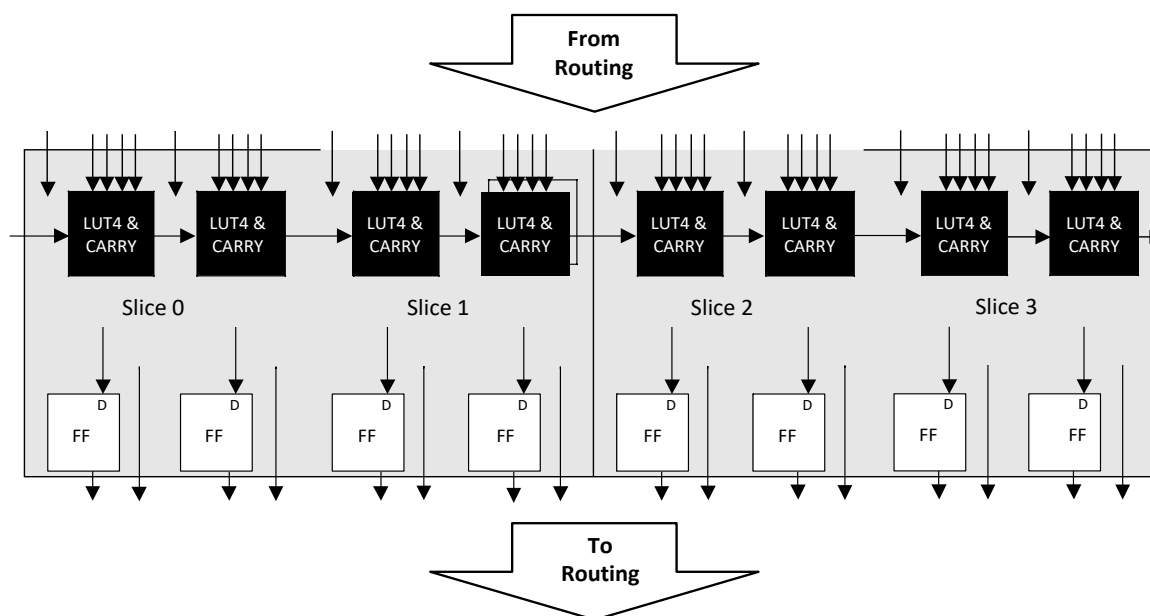 From
Routing
LUT4 &
CARRY
LUT4 &
CARRY
LUT4 &
CARRY
LUT4 &
CARRY
LUT4 &
CARRY
LUT4 &
CARRY
LUT4 &
CARRY
LUT4 &
CARRY
Slice 0
Slice 1
Slice 2
Slice 3
D
FF
D
FF
D
FF
D
FF
D
FF
D
FF
D
FF
D
FF
To
Routing